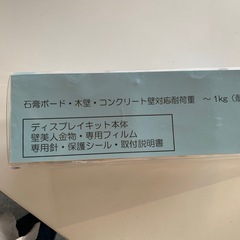 石膏ボード・木壁・コンクリート壁対応耐荷重　～1kg（
ディスプレイキット本体
壁美人金物・専用フィルム
専用針・保護シール・取付説明書